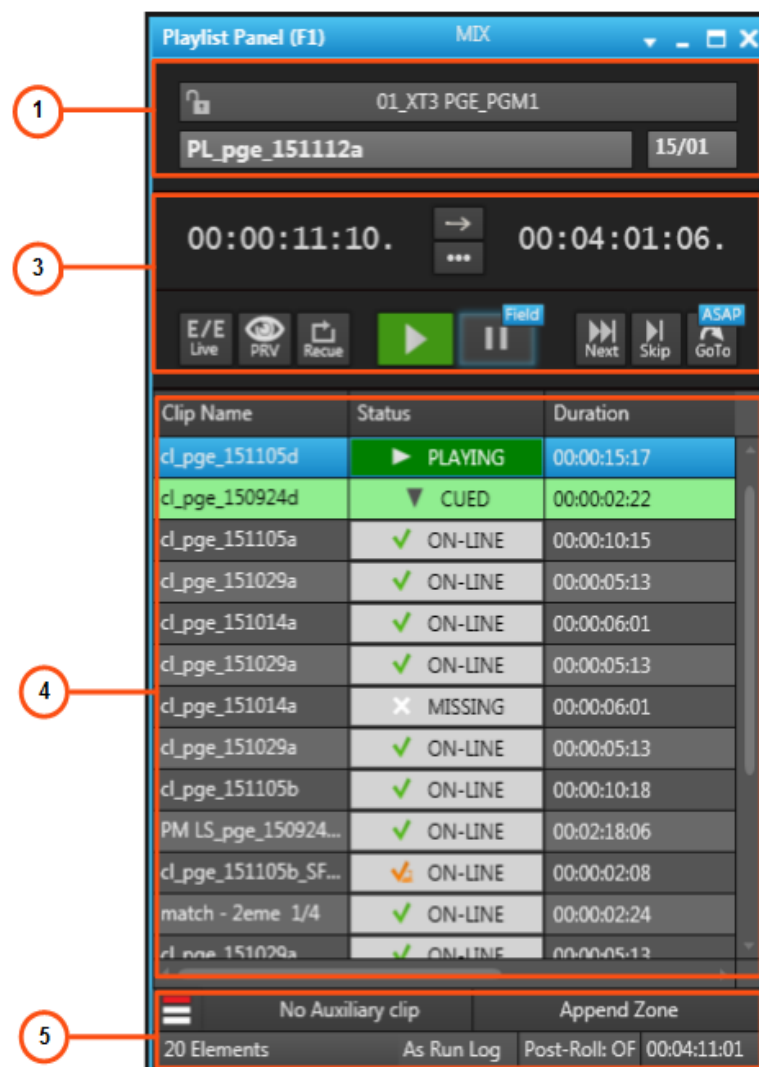 Playlist Panel (F1) MIX
1
01_XT3 PGE_PGM1
PL_pge_151112a 15/01
3
00:00:11:10. 00:04:01:06.
Field ASAP
E/E Live PRV Recue Next Skip GoTo
Clip Name Status Duration
cl_pge_151105d PLAYING 00:00:15:17
cl_pge_150924d CUED 00:00:02:22
cl_pge_151105a ON-LINE 00:00:10:15
cl_pge_151029a ON-LINE 00:00:05:13
cl_pge_151014a ON-LINE 00:00:06:01
cl_pge_151029a ON-LINE 00:00:05:13
4
cl_pge_151014a MISSING 00:00:06:01
cl_pge_151029a ON-LINE 00:00:05:13
cl_pge_151105b ON-LINE 00:00:10:18
PM LS_pge_150924... ON-LINE 00:02:18:06
cl_pge_151105b_SF... ON-LINE 00:00:02:08
match - 2eme 1/4 ON-LINE 00:00:02:24
cl_pge_151029a ON-LINE 00:00:05:13
No Auxiliary clip Append Zone
5
20 Elements As Run Log Post-Roll: OF 00:04:11:01